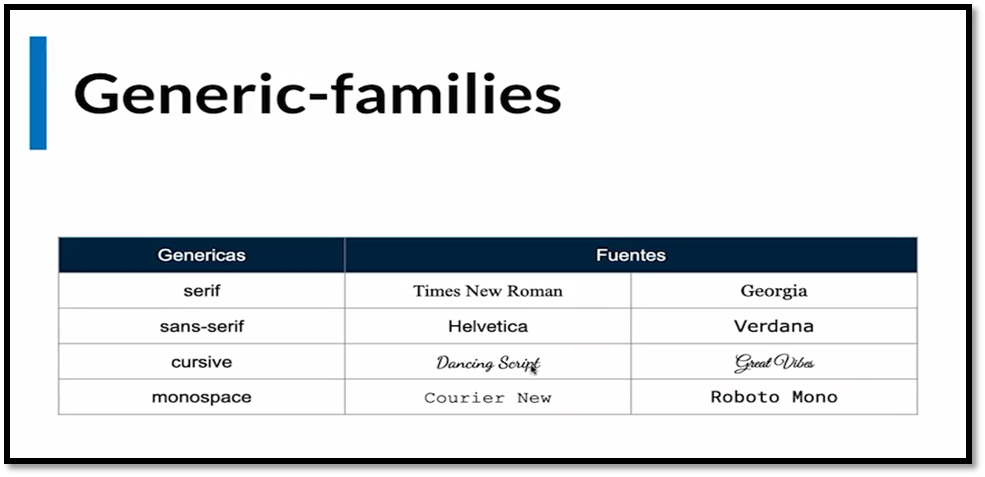 Generic-families
Genericas Fuentes
serif Times New Roman Georgia
sans-serif Helvetica Verdana
cursive Dancing Script Great Vibes
monospace Courier New Roboto Mono